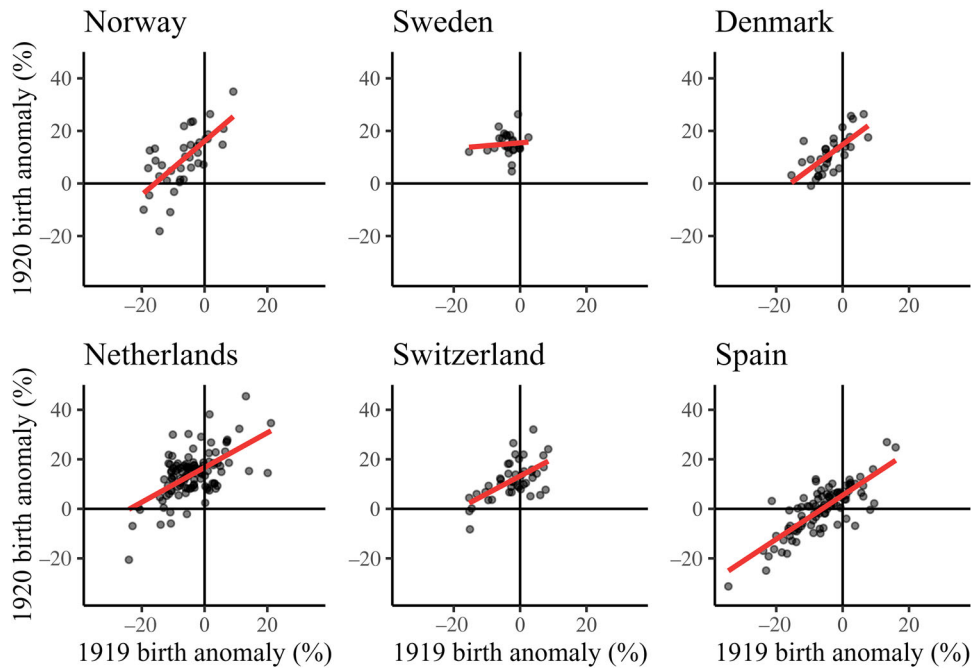 Norway Sweden Denmark
1920 birth anomaly (%)
40 40 40
20 20 20
0 0 0
−20 −20 −20
−20 0 20 −20 0 20 −20 0 20
Netherlands Switzerland Spain
1920 birth anomaly (%)
40 40 40
20 20 20
0 0 0
−20 −20 −20
−20 0 20 −20 0 20 −20 0 20
1919 birth anomaly (%) 1919 birth anomaly (%) 1919 birth anomaly (%)